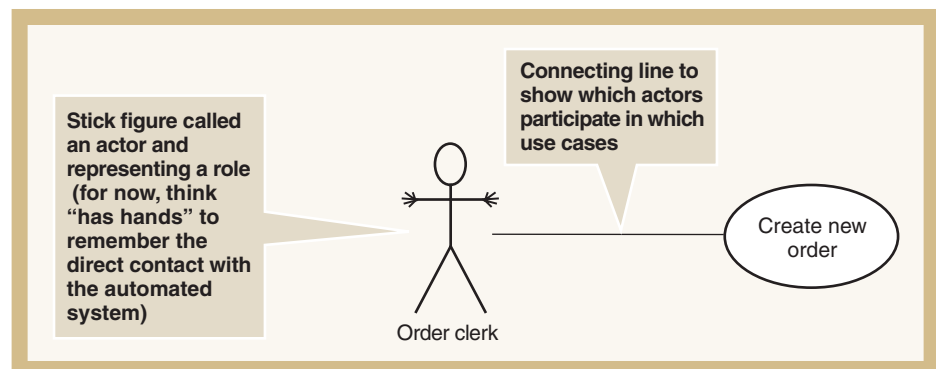 Stick figure called
an actor and
representing a role
(for now, think
“has hands” to
remember the
direct contact with
the automated
system)
Connecting line to
show which actors
participate in which
use cases
Order clerk
Create new
order